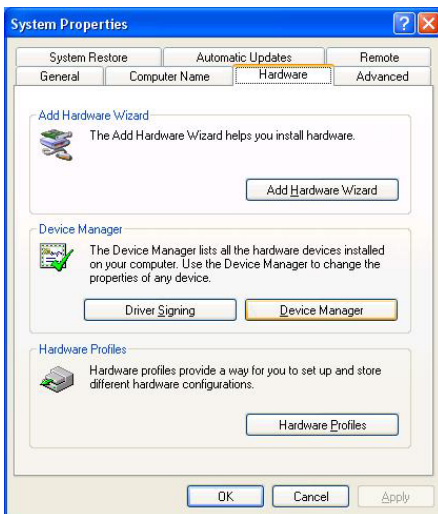 System Properties
System Restore
Automatic Updates
Remote
General
Computer Name
Hardware
Advanced
Add Hardware Wizard
The Add Hardware Wizard helps you install hardware.
Add Hardware Wizard
Device Manager
The Device Manager lists all the hardware devices installed
on your computer. Use the Device Manager to change the
properties of any device.
Driver Signing
Device Manager
Hardware Profiles
Hardware profiles provide a way for you to set up and store
different hardware configurations.
Hardware Profiles
OK
Cancel
Apply